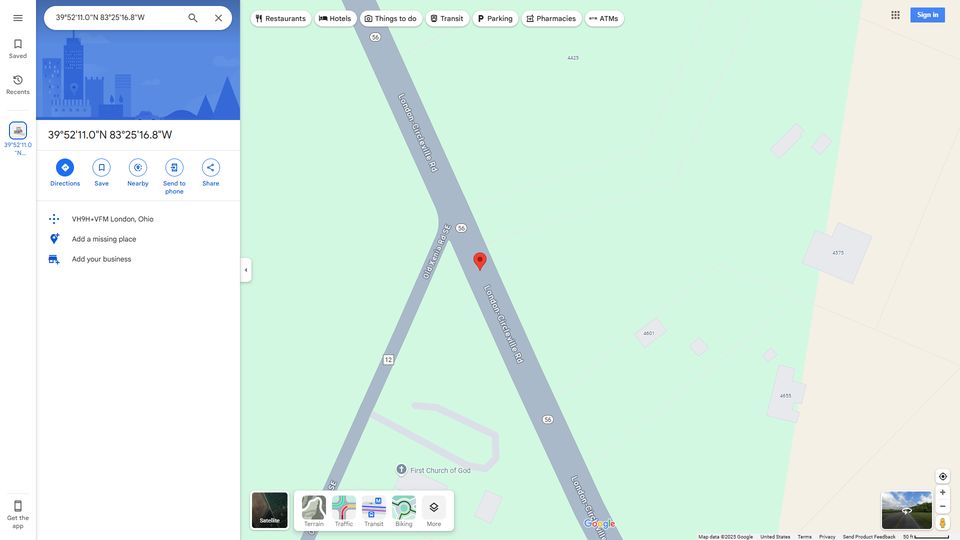 39°52'11.0"N 83°25'16.8"W
Restaurants
Hotels
Things to do
Transit
Parking
Pharmacies
ATMs
Sign in
Saved
Recents
39°52'11.0
"N...
39°52'11.0"N 83°25'16.8"W
Directions
Save
Nearby
Send to
phone
Share
VH9H+VFM London, Ohio
Add a missing place
Add your business
Get the
app
56
4425
London-Circleville Rd
56
Old Xenia Rd SE
4575
London-Circleville Rd
4601
12
4655
56
First Church of God
London-Circleville Rd
SE
Satellite
Terrain
Traffic
Transit
Biking
More
Google
Map data ©2025 Google
United States
Terms
Privacy
Send Product Feedback
50 ft